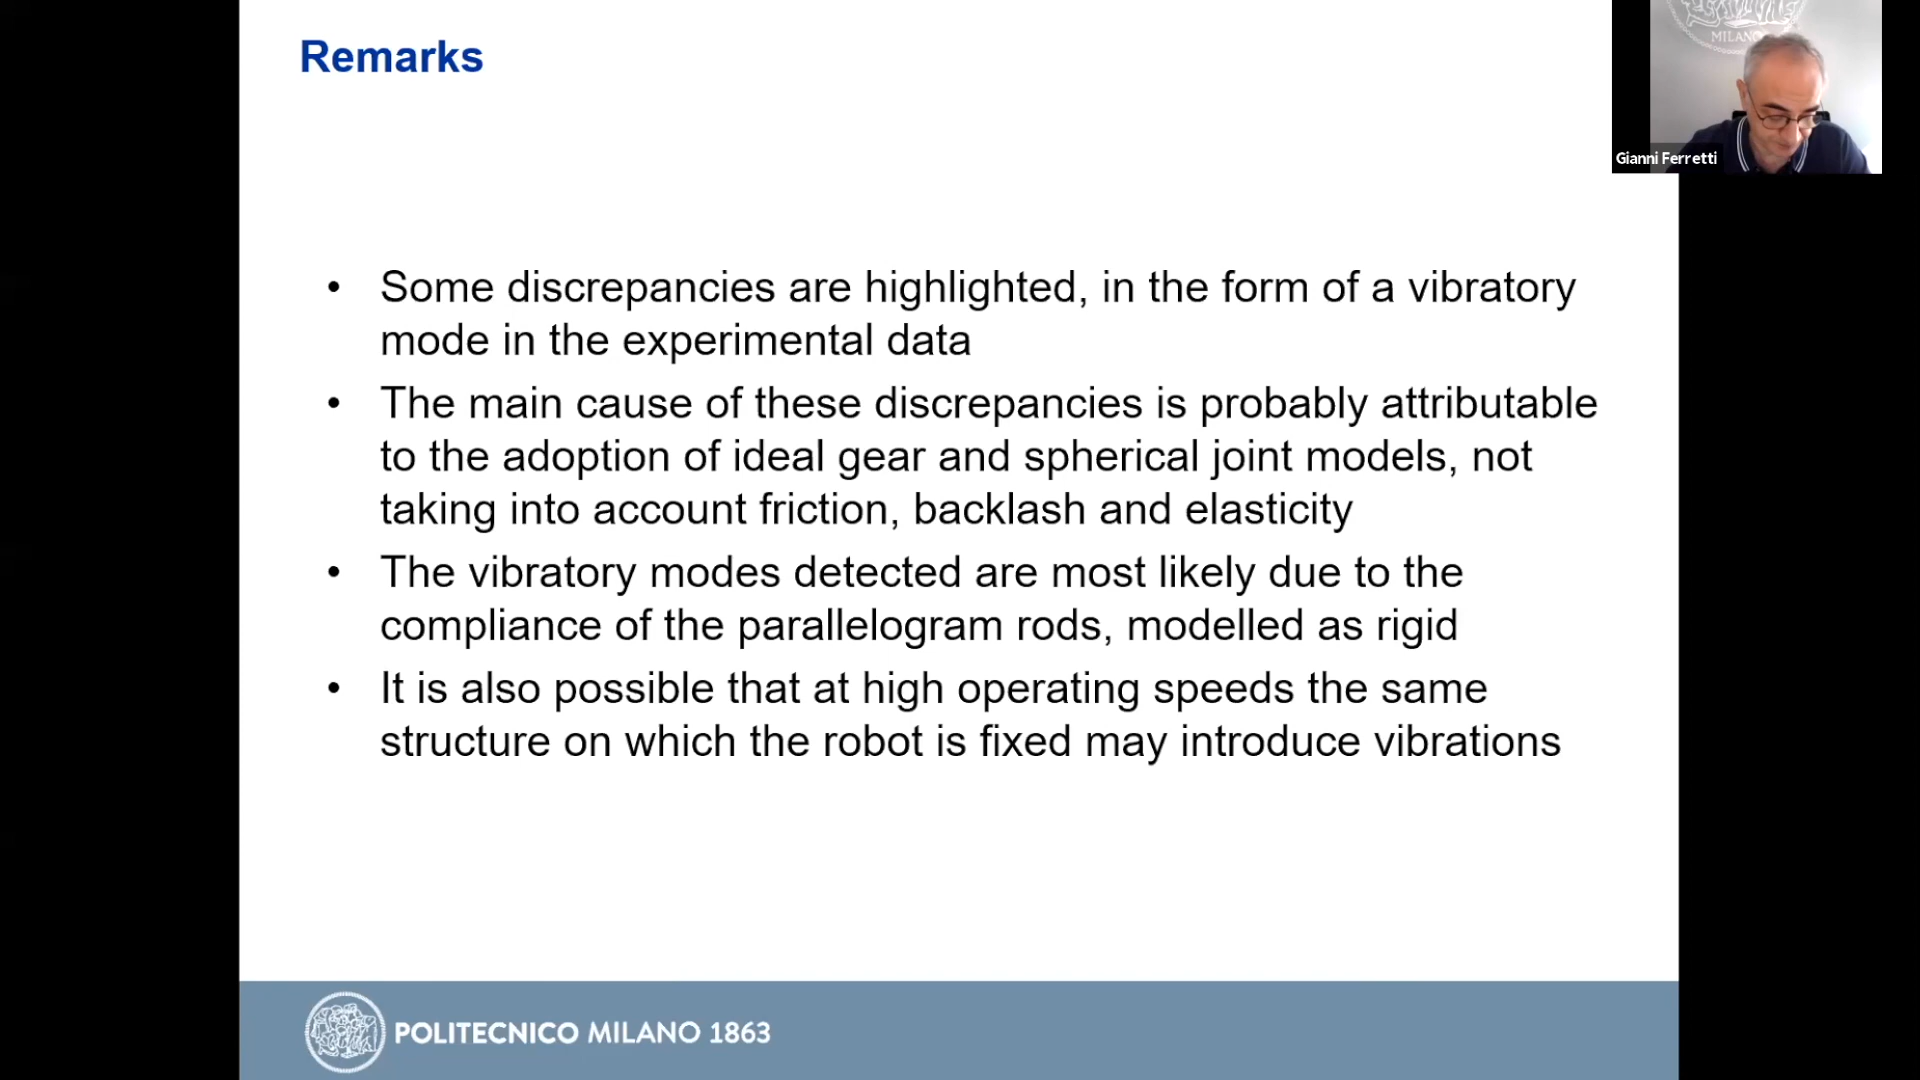 Remarks
MILANO
Gianni Ferretti
• Some discrepancies are highlighted, in the form of a vibratory
mode in the experimental data
• The main cause of these discrepancies is probably attributable
to the adoption of ideal gear and spherical joint models, not
taking into account friction, backlash and elasticity
• The vibratory modes detected are most likely due to the
compliance of the parallelogram rods, modelled as rigid
• It is also possible that at high operating speeds the same
structure on which the robot is fixed may introduce vibrations
POLITECNICO MILANO 1863